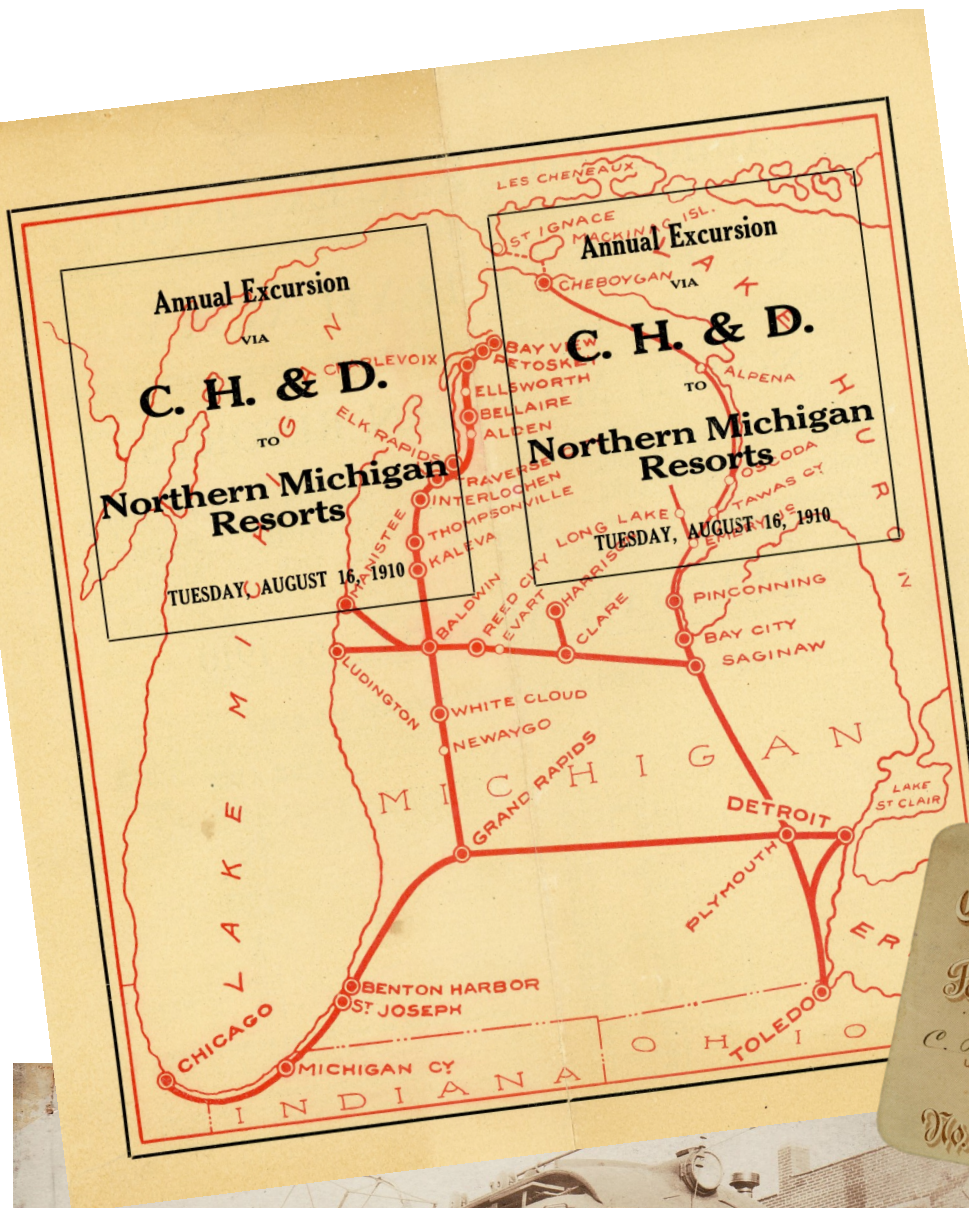 Annual Excursion
VIA
C. H. & D.
TO
Northern Michigan
Resorts
TUESDAY, AUGUST 16, 1910
Annual Excursion
VIA
C. H. & D.
TO
Northern Michigan
Resorts
TUESDAY, AUGUST 16, 1910
LES CHENEAUX
ST IGNACE
MACKINAC ISL.
CHEBOYGAN
LAKE HURON
BAY VIEW
PETOSKEY
CHARLEVOIX
ELLSWORTH
BELLAIRE
ALDEN
ELK RAPIDS
ALPENA
INTERLOCHEN
THOMPSONVILLE
KALEVA
MANISTEE
OSCODA
TAWAS CY
LONG LAKE
PINCONNING
BAY CITY
SAGINAW
BALDWIN
REED CITY
EVART
HARRISON
CLARE
LUDINGTON
WHITE CLOUD
NEWAYGO
LAKE MICHIGAN
MICHIGAN
GRAND RAPIDS
DETROIT
LAKE
ST CLAIR
PLYMOUTH
ER
BENTON HARBOR
ST. JOSEPH
CHICAGO
MICHIGAN CY
TOLEDO
OHIO
INDIANA
C.
No.